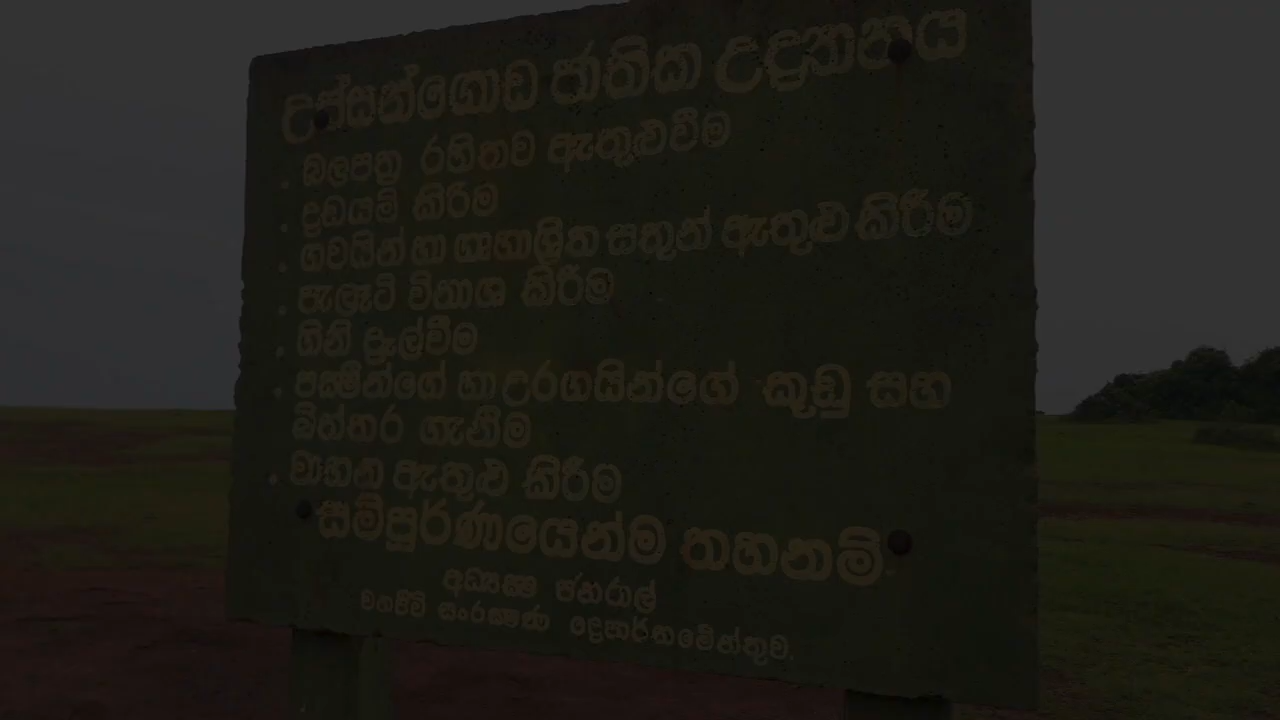 උස්සන්ගොඩ ජාතික උද්‍යානය
. බලපත්‍ර රහිතව ඇතුළුවීම
. දඩයම් කිරීම
. ගවයින් හා ගෘහාශ්‍රිත සතුන් ඇතුළු කිරීම
. පැලෑටි විනාශ කිරීම
. ගිනි දැල්වීම
. පක්ෂීන්ගේ හා උරගයින්ගේ කූඩු සහ
බිත්තර ගැනීම
. වාහන ඇතුළු කිරීම
සම්පූර්ණයෙන්ම තහනම්
අධ්‍යක්ෂ ජනරාල්
වනජීවී සංරක්ෂණ දෙපාර්තමේන්තුව.